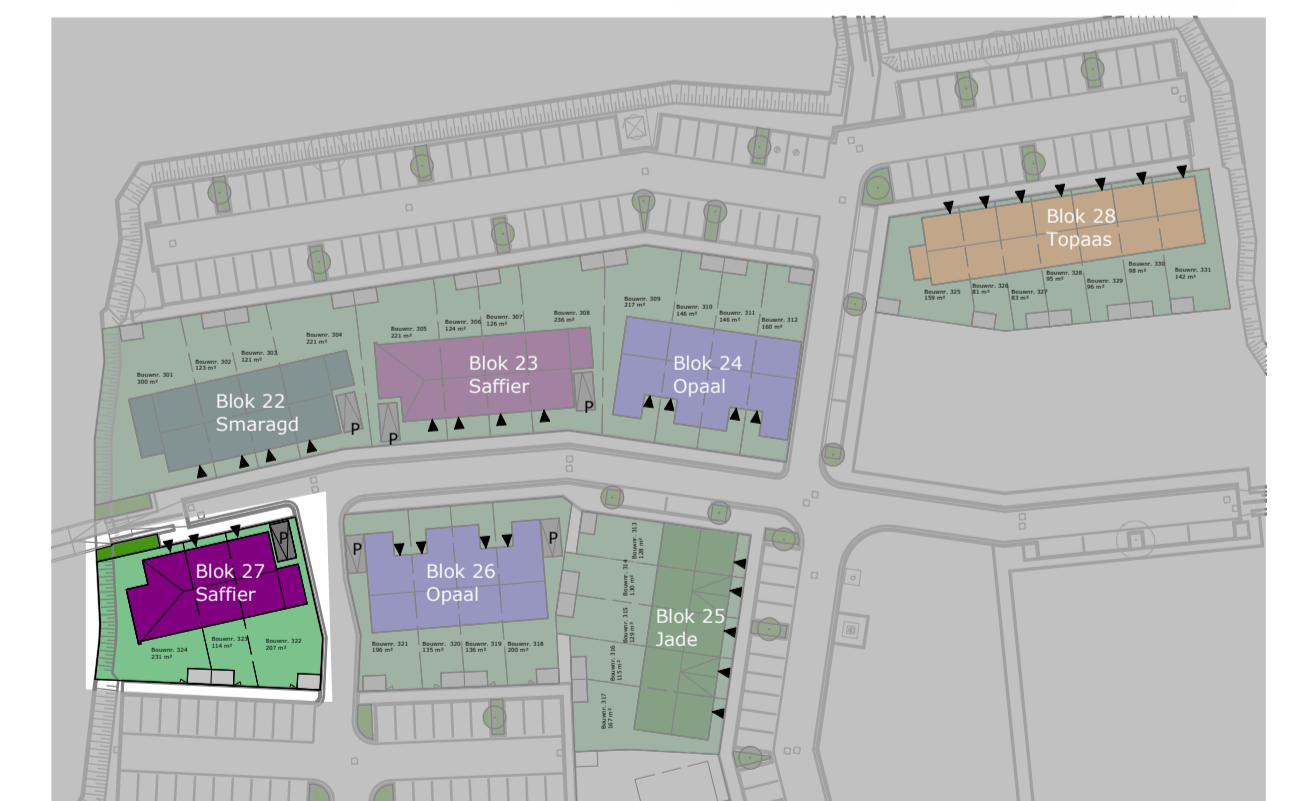 Blok 28
Topaas
Bouwnr. 325
159 m²
Bouwnr. 326
81 m²
Bouwnr. 327
83 m²
Bouwnr. 328
95 m²
Bouwnr. 329
96 m²
Bouwnr. 330
98 m²
Bouwnr. 331
142 m²
Bouwnr. 301
300 m²
Bouwnr. 302
123 m²
Bouwnr. 303
121 m²
Bouwnr. 304
221 m²
Blok 22
Smaragd
P
Bouwnr. 305
221 m²
Bouwnr. 306
124 m²
Bouwnr. 307
126 m²
Bouwnr. 308
236 m²
Blok 23
Saffier
P
P
Bouwnr. 309
217 m²
Bouwnr. 310
146 m²
Bouwnr. 311
146 m²
Bouwnr. 312
160 m²
Blok 24
Opaal
P
Blok 27
Saffier
Bouwnr. 324
231 m²
Bouwnr. 323
114 m²
Bouwnr. 322
207 m²
P
P
Blok 26
Opaal
Bouwnr. 321
196 m²
Bouwnr. 320
135 m²
Bouwnr. 319
136 m²
Bouwnr. 318
200 m²
Bouwnr. 313
128 m²
Bouwnr. 314
130 m²
Bouwnr. 315
129 m²
Bouwnr. 316
115 m²
Bouwnr. 317
167 m²
Blok 25
Jade